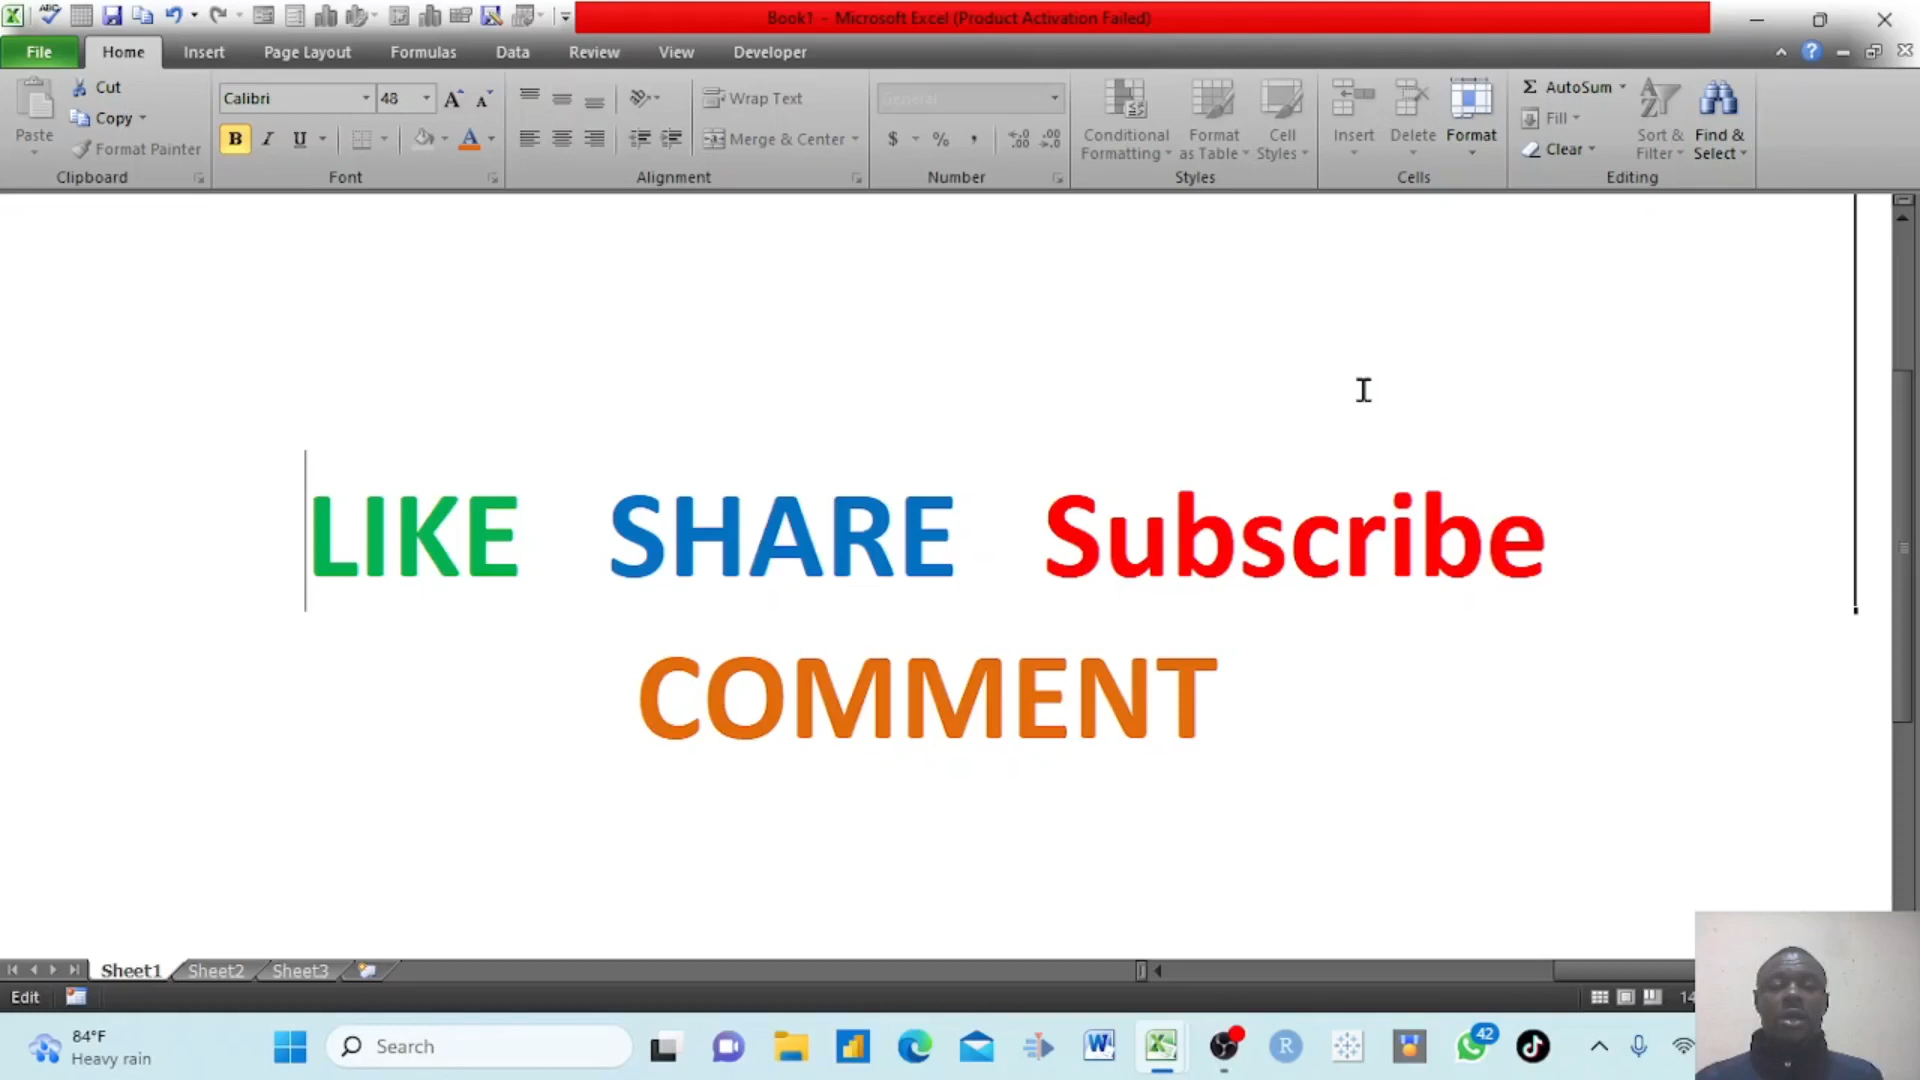 Book1 - Microsoft Excel (Product Activation Failed)
File Home Insert Page Layout Formulas Data Review View Developer
Cut
Calibri 48
Wrap Text
General
AutoSum
Copy
Fill
Paste
B I U
Merge & Center
$ % ,
Conditional Formatting
Format as Table
Cell Styles
Insert Delete Format
Sort & Filter
Find & Select
Format Painter
Clear
Clipboard Font Alignment Number Styles Cells Editing
LIKE SHARE Subscribe
COMMENT
Sheet1 Sheet2 Sheet3
Edit
84°F
Heavy rain
Search
42